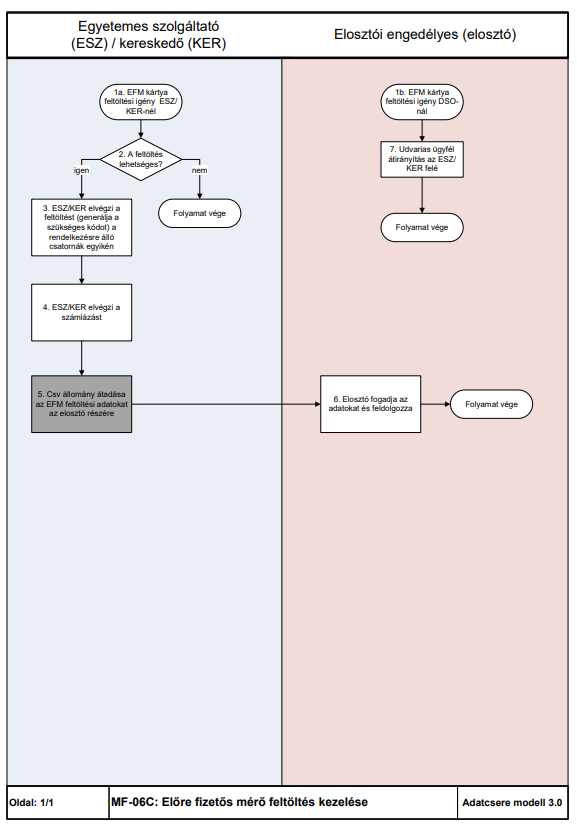 Egyetemes szolgáltató
(ESZ) / kereskedő (KER)
Elosztói engedélyes (elosztó)
1a. EFM kártya
feltöltési igény ESZ/
KER-nél
2. A feltöltés
lehetséges?
igen
nem
3. ESZ/KER elvégzi a
feltöltést (generálja a
szükséges kódot) a
rendelkezésre álló
csatornák egyikén
Folyamat vége
4. ESZ/KER elvégzi a
számlázást
5. Csv állomány átadása
az EFM feltöltési adatokat
az elosztó részére
1b. EFM kártya
feltöltési igény DSO-
nál
7. Udvarias ügyfél
átirányítás az ESZ/
KER felé
Folyamat vége
6. Elosztó fogadja az
adatokat és feldolgozza
Folyamat vége
Oldal: 1/1
MF-06C: Előre fizetős mérő feltöltés kezelése
Adatcsere modell 3.0